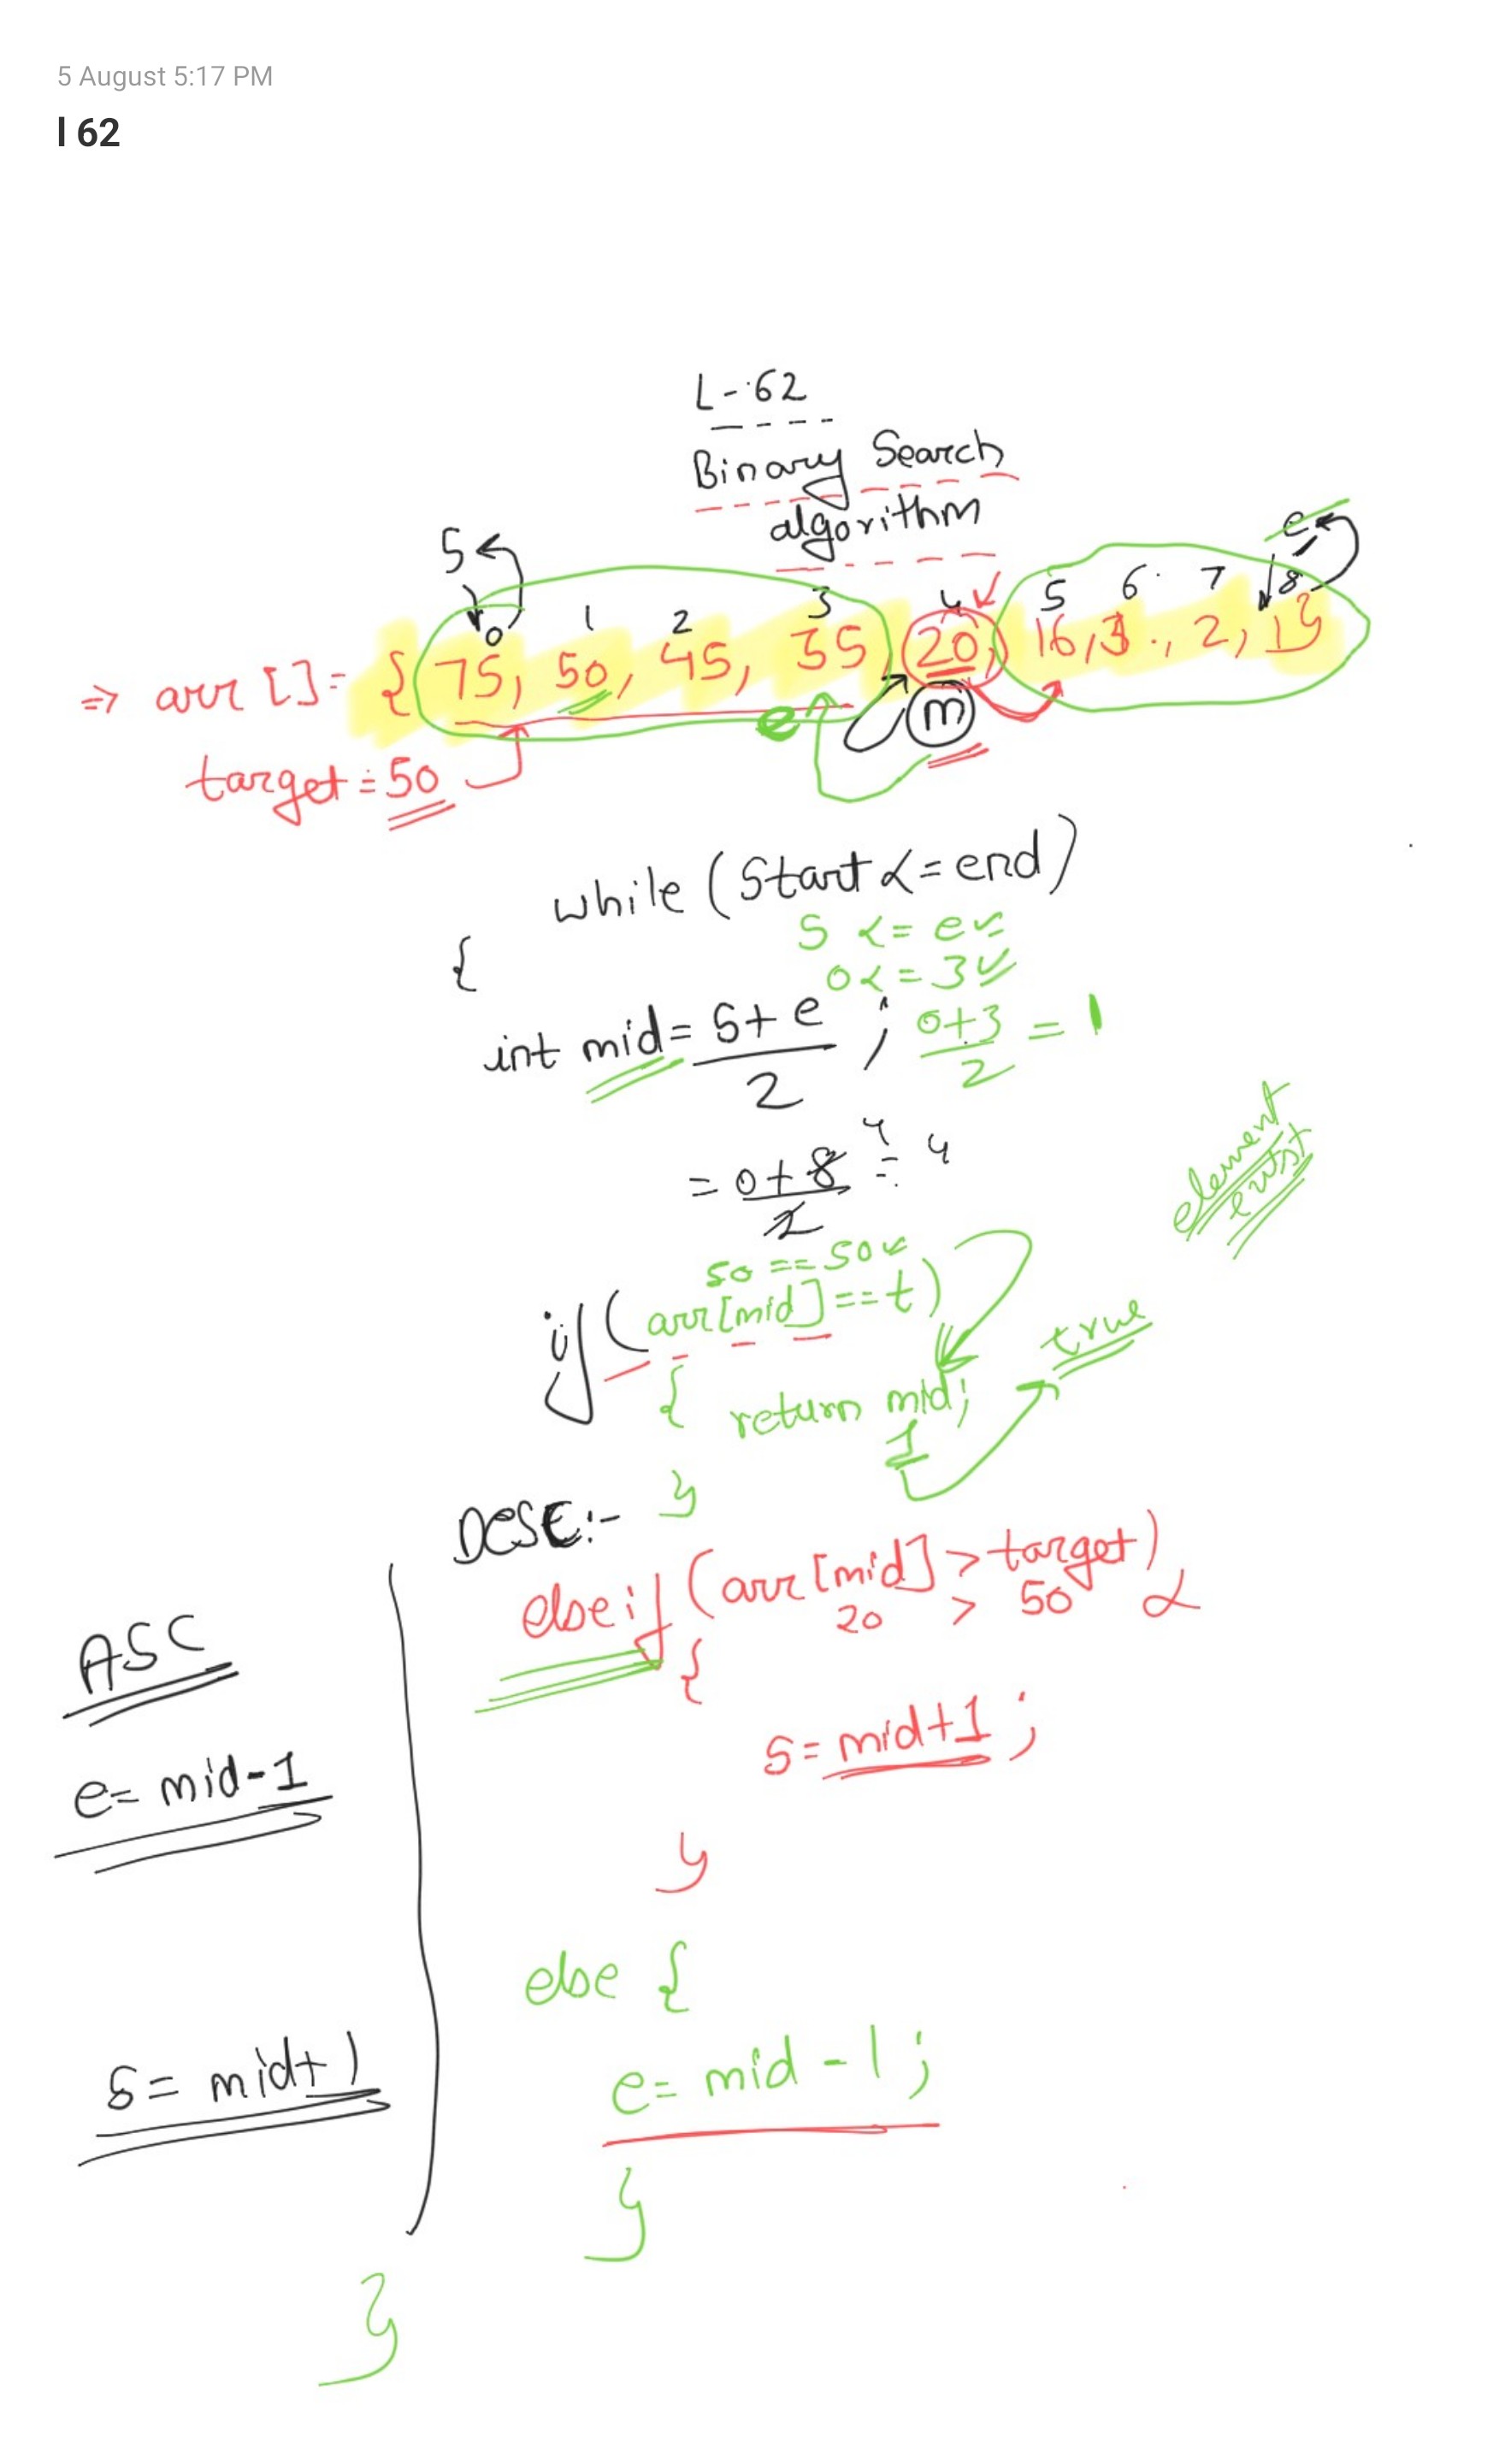 5 August 5:17 PM
l 62
L-62
Binary Search
algorithm
S e
0 1 2 3 4 5 6 7 8
=> arr []= {75, 50, 45, 35, 20, 16, 3, 2, 1}
e m
target = 50
while (Start <= end)
{ S <= e ✓
0 <= 3 ✓
int mid = S+e/2 ; 0+3/2 = 1
= 0+8/2 4 = 4
element exist
50 == 50 ✓
if (arr[mid] == t)
{ return mid;
1
true
DESC:- }
else if (arr[mid] > target)
20 > 50
{
ASC
S = mid+1 ;
e = mid-1
}
else {
S = mid+1
e = mid - 1 ;
}
}